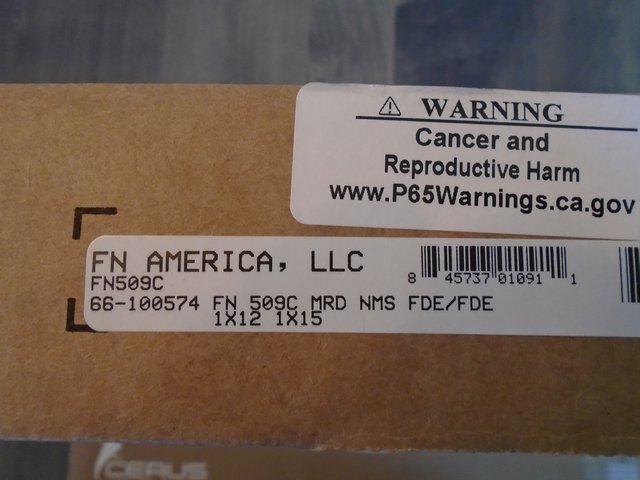 ⚠ WARNING
Cancer and
Reproductive Harm
www.P65Warnings.ca.gov
FN AMERICA, LLC
FN509C
66-100574 FN 509C MRD NMS FDE/FDE
1X12 1X15
8 45737 01091 1
CERUS